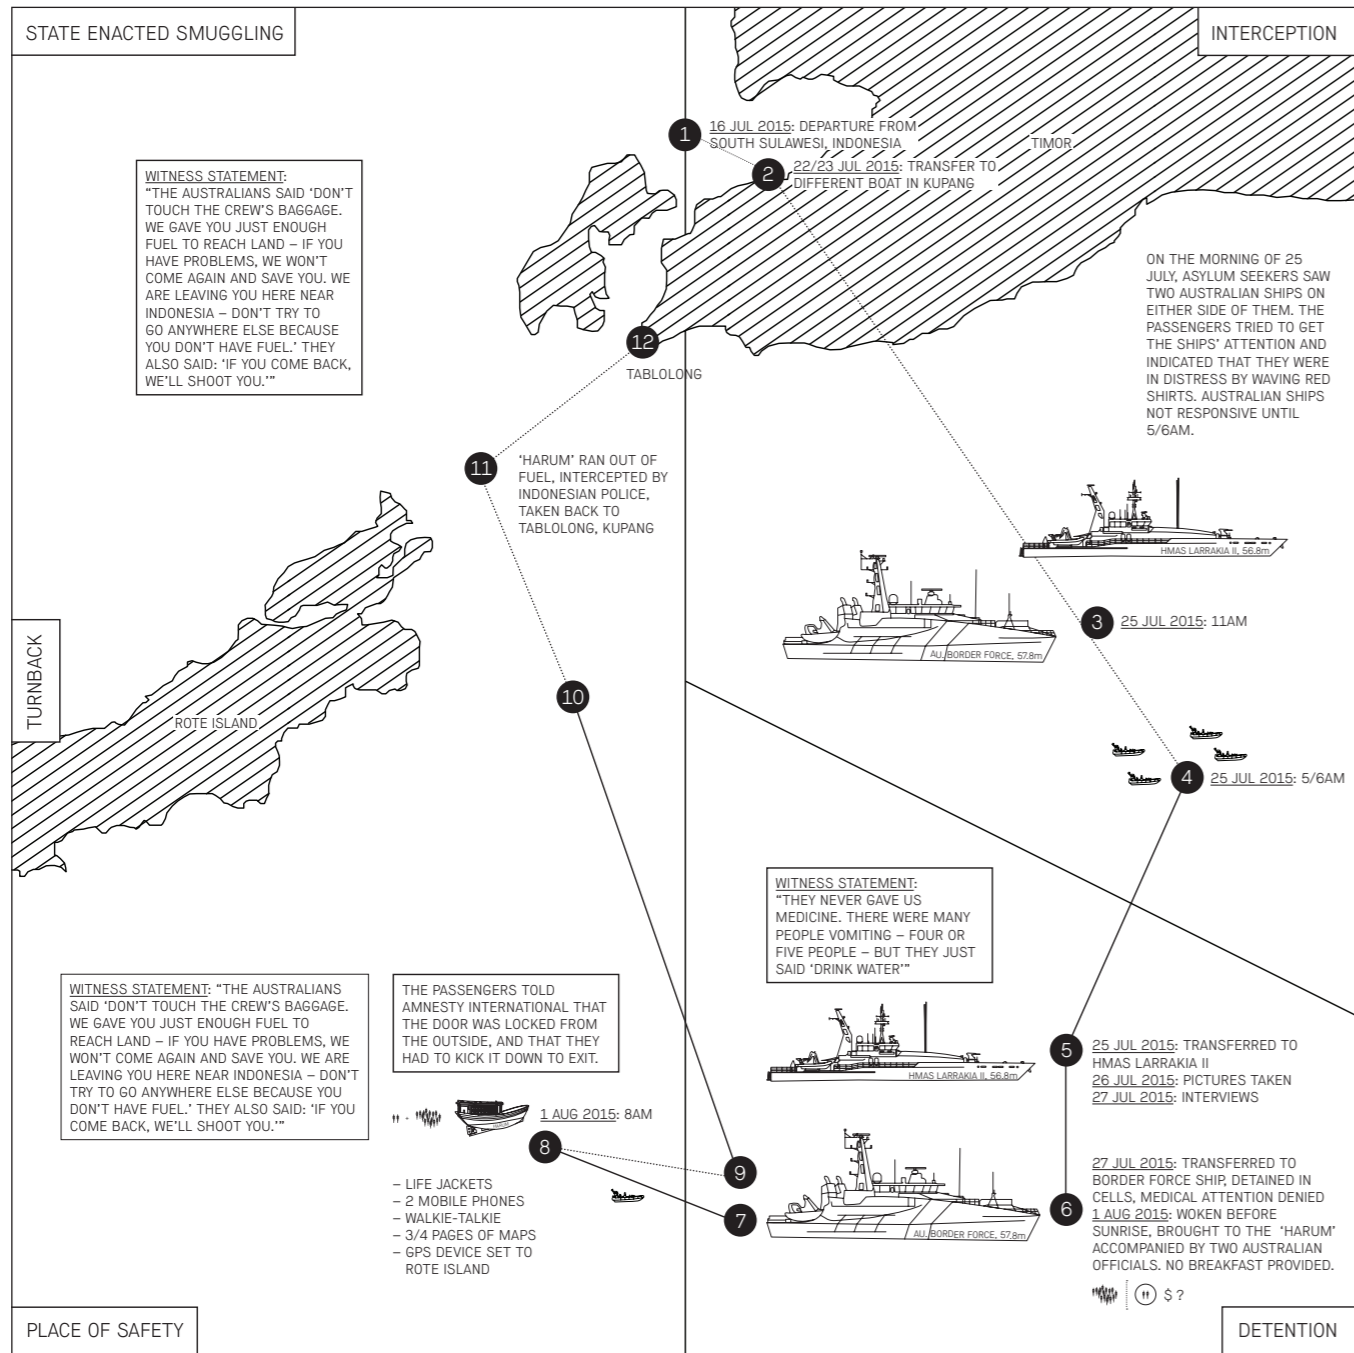 STATE ENACTED SMUGGLING
INTERCEPTION
1
16 JUL 2015: DEPARTURE FROM
SOUTH SULAWESI, INDONESIA
TIMOR
2
22/23 JUL 2015: TRANSFER TO
DIFFERENT BOAT IN KUPANG
WITNESS STATEMENT:
“THE AUSTRALIANS SAID ‘DON’T
TOUCH THE CREW’S BAGGAGE.
WE GAVE YOU JUST ENOUGH
FUEL TO REACH LAND – IF YOU
HAVE PROBLEMS, WE WON’T
COME AGAIN AND SAVE YOU. WE
ARE LEAVING YOU HERE NEAR
INDONESIA – DON’T TRY TO
GO ANYWHERE ELSE BECAUSE
YOU DON’T HAVE FUEL.’ THEY
ALSO SAID: ‘IF YOU COME BACK,
WE’LL SHOOT YOU.’”
ON THE MORNING OF 25
JULY, ASYLUM SEEKERS SAW
TWO AUSTRALIAN SHIPS ON
EITHER SIDE OF THEM. THE
PASSENGERS TRIED TO GET
THE SHIPS’ ATTENTION AND
INDICATED THAT THEY WERE
IN DISTRESS BY WAVING RED
SHIRTS. AUSTRALIAN SHIPS
NOT RESPONSIVE UNTIL
5/6AM.
12
TABLOLONG
11
‘HARUM’ RAN OUT OF
FUEL, INTERCEPTED BY
INDONESIAN POLICE,
TAKEN BACK TO
TABLOLONG, KUPANG
HMAS LARRAKIA II, 56.8m
AU. BORDER FORCE, 57.8m
3
25 JUL 2015: 11AM
TURNBACK
10
ROTE ISLAND
4
25 JUL 2015: 5/6AM
WITNESS STATEMENT:
“THEY NEVER GAVE US
MEDICINE. THERE WERE MANY
PEOPLE VOMITING – FOUR OR
FIVE PEOPLE – BUT THEY JUST
SAID ‘DRINK WATER’”
WITNESS STATEMENT: “THE AUSTRALIANS
SAID ‘DON’T TOUCH THE CREW’S BAGGAGE.
WE GAVE YOU JUST ENOUGH FUEL TO
REACH LAND – IF YOU HAVE PROBLEMS, WE
WON’T COME AGAIN AND SAVE YOU. WE ARE
LEAVING YOU HERE NEAR INDONESIA – DON’T
TRY TO GO ANYWHERE ELSE BECAUSE YOU
DON’T HAVE FUEL.’ THEY ALSO SAID: ‘IF YOU
COME BACK, WE’LL SHOOT YOU.’”
THE PASSENGERS TOLD
AMNESTY INTERNATIONAL THAT
THE DOOR WAS LOCKED FROM
THE OUTSIDE, AND THAT THEY
HAD TO KICK IT DOWN TO EXIT.
HMAS LARRAKIA II, 56.8m
5
25 JUL 2015: TRANSFERRED TO
HMAS LARRAKIA II
26 JUL 2015: PICTURES TAKEN
27 JUL 2015: INTERVIEWS
1 AUG 2015: 8AM
8
9
7
– LIFE JACKETS
– 2 MOBILE PHONES
– WALKIE-TALKIE
– 3/4 PAGES OF MAPS
– GPS DEVICE SET TO
ROTE ISLAND
AU. BORDER FORCE, 57.8m
6
27 JUL 2015: TRANSFERRED TO
BORDER FORCE SHIP, DETAINED IN
CELLS, MEDICAL ATTENTION DENIED
1 AUG 2015: WOKEN BEFORE
SUNRISE, BROUGHT TO THE ‘HARUM’
ACCOMPANIED BY TWO AUSTRALIAN
OFFICIALS. NO BREAKFAST PROVIDED.
$ ?
PLACE OF SAFETY
DETENTION